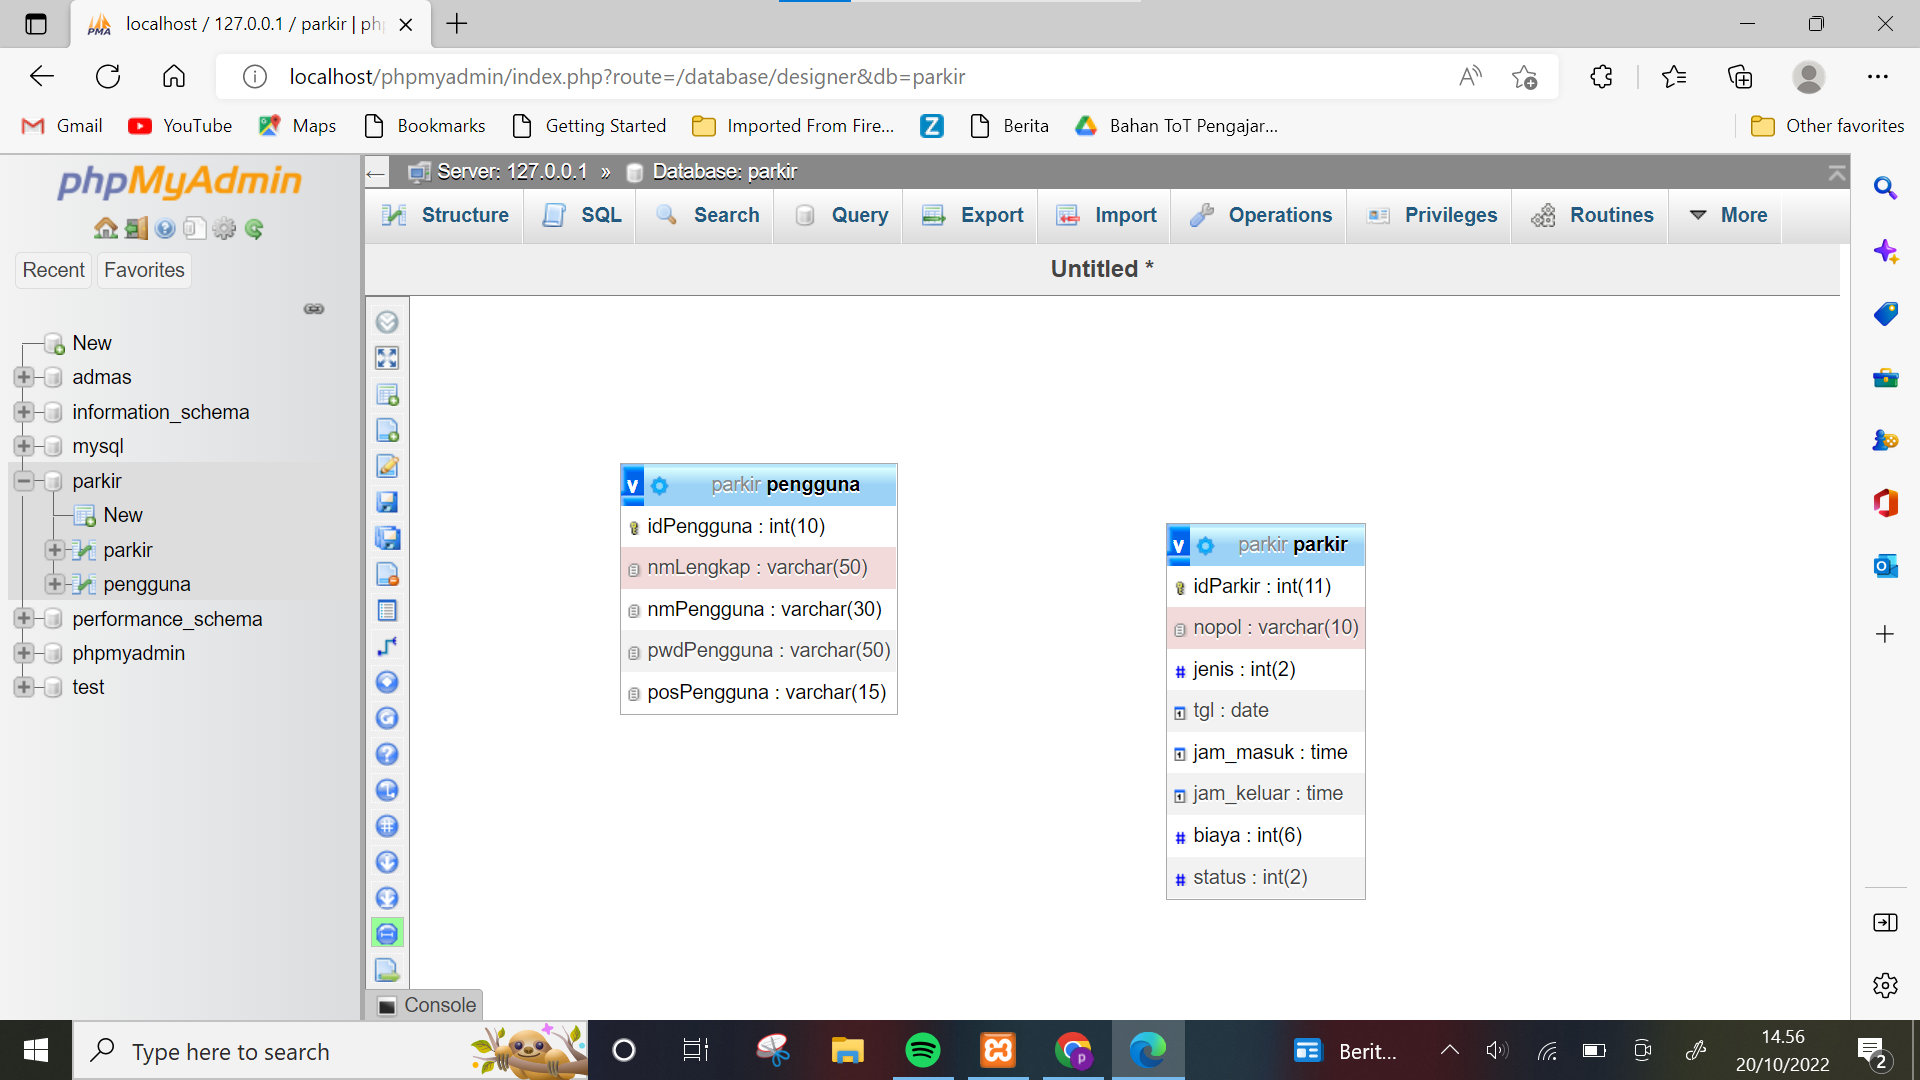 localhost / 127.0.0.1 / parkir | ph
localhost/phpmyadmin/index.php?route=/database/designer&db=parkir
Gmail YouTube Maps Bookmarks Getting Started Imported From Fire... Berita Bahan ToT Pengajar... Other favorites
phpMyAdmin
Recent Favorites
New
admas
information_schema
mysql
parkir
New
parkir
pengguna
performance_schema
phpmyadmin
test
Server: 127.0.0.1 » Database: parkir
Structure SQL Search Query Export Import Operations Privileges Routines More
Untitled *
parkir pengguna
idPengguna : int(10)
nmLengkap : varchar(50)
nmPengguna : varchar(30)
pwdPengguna : varchar(50)
posPengguna : varchar(15)
parkir parkir
idParkir : int(11)
nopol : varchar(10)
jenis : int(2)
tgl : date
jam_masuk : time
jam_keluar : time
biaya : int(6)
status : int(2)
Console
Type here to search
Berit...
14.56
20/10/2022
2